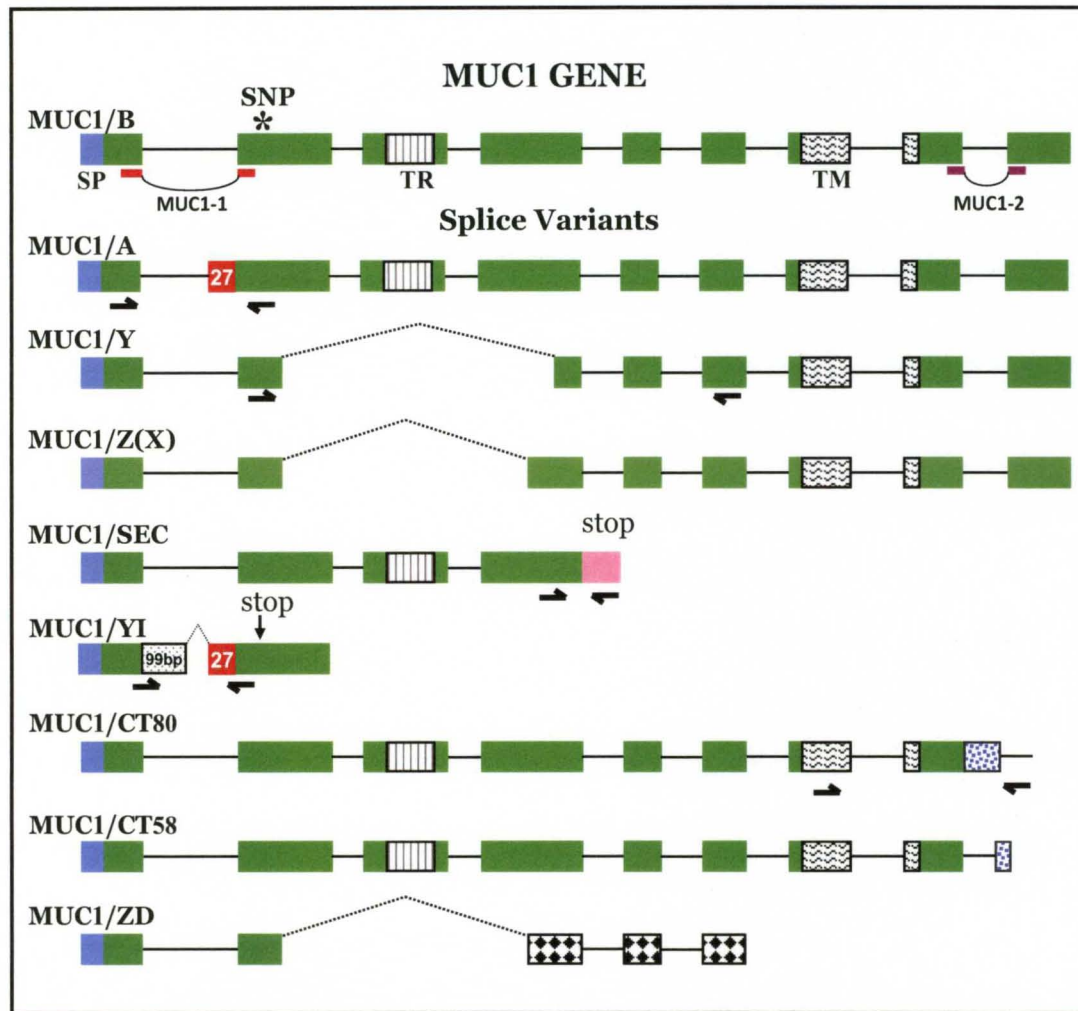 MUC1 GENE
SNP
*
MUC1/B
SP
TR
TM
MUC1-1
MUC1-2
Splice Variants
MUC1/A
27
MUC1/Y
MUC1/Z(X)
MUC1/SEC
stop
MUC1/YI
stop
99bp
27
MUC1/CT80
MUC1/CT58
MUC1/ZD